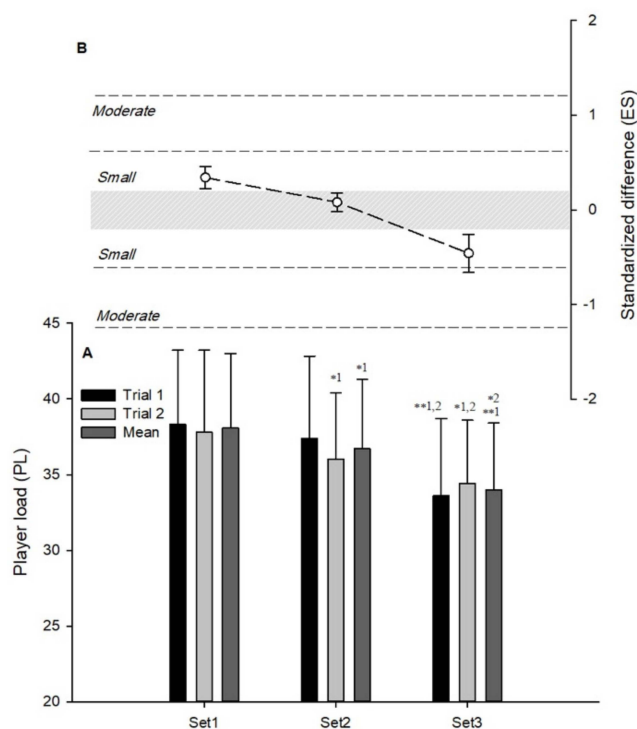 B
2
1
0
-1
-2
Standardized difference (ES)
Moderate
Small
Small
Moderate
A
45
40
35
30
25
20
Player load (PL)
Trial 1
Trial 2
Mean
*1
*1
**1,2
*1,2
*2
**1
Set1 Set2 Set3